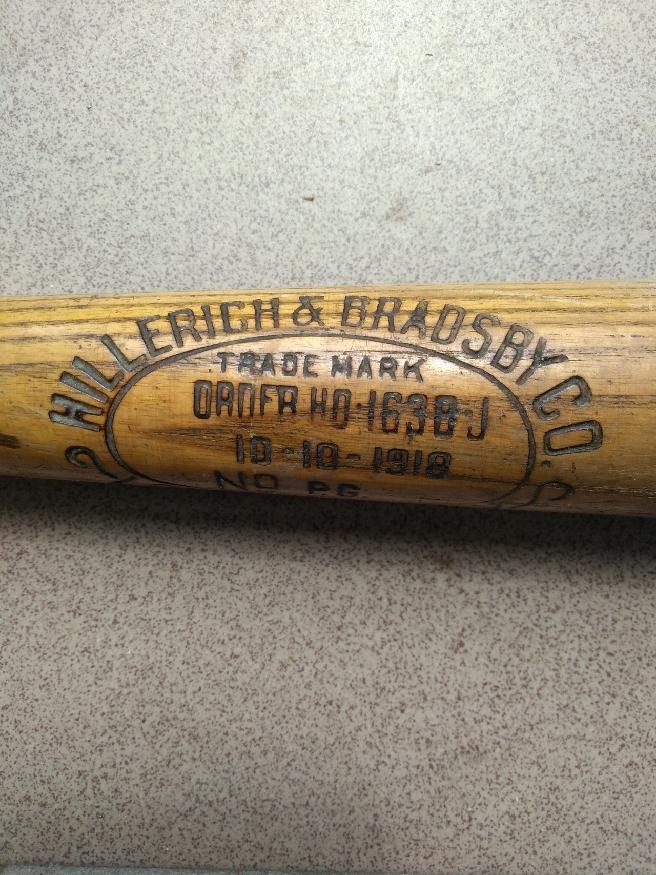 HILLERICH & BRADSBY CO.
TRADE MARK
ORDER NO·1638·J
10-10-1918
NO PG